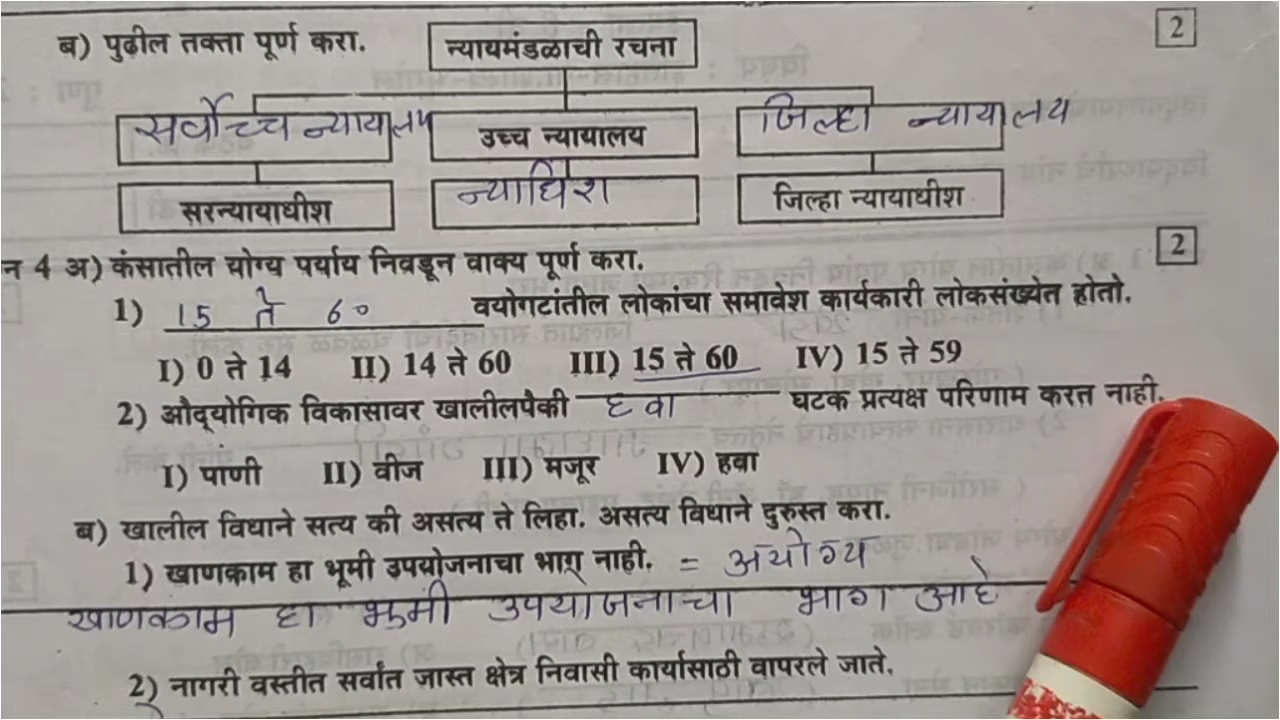 ब) पुढील तक्ता पूर्ण करा. न्यायमंडळाची रचना 2
सर्वोच्च न्यायालय उच्च न्यायालय जिल्हा न्यायालय
सरन्यायाधीश न्याधिश जिल्हा न्यायाधीश
न 4 अ) कंसातील योग्य पर्याय निवडून वाक्य पूर्ण करा. 2
1) 15 ते 60 वयोगटांतील लोकांचा समावेश कार्यकारी लोकसंख्येत होतो.
I) 0 ते 14 II) 14 ते 60 III) 15 ते 60 IV) 15 ते 59
2) औद्योगिक विकासावर खालीलपैकी हवा घटक प्रत्यक्ष परिणाम करत नाही.
I) पाणी II) वीज III) मजूर IV) हवा
ब) खालील विधाने सत्य की असत्य ते लिहा. असत्य विधाने दुरुस्त करा.
1) खाणकाम हा भूमी उपयोजनाचा भाग नाही. = अयोग्य
खाणकाम हा भुमी उपयाजनाचा भाग आहे
2) नागरी वस्तीत सर्वांत जास्त क्षेत्र निवासी कार्यासाठी वापरले जाते.